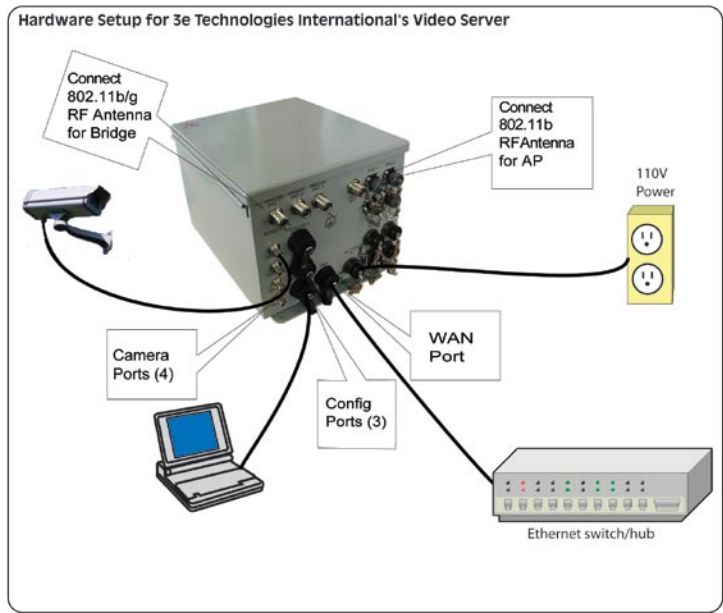 Hardware Setup for 3e Technologies International's Video Server
Connect
802.11b/g
RF Antenna
for Bridge
Connect
802.11b
RFAntenna
for AP
110V
Power
Camera
Ports (4)
Config
Ports (3)
WAN
Port
Ethernet switch/hub